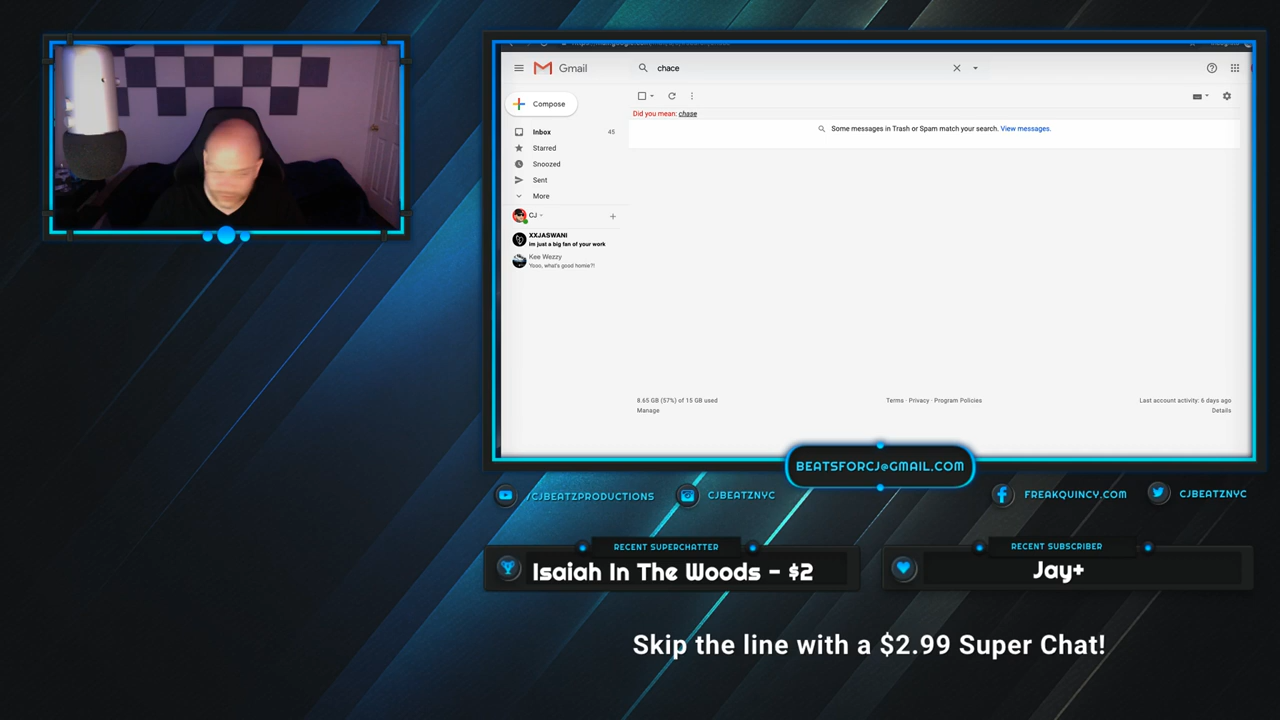 Gmail
chace
Compose
Did you mean: chase
Some messages in Trash or Spam match your search. View messages.
Inbox 45
Starred
Snoozed
Sent
More
CJ
XXJASWANI
im just a big fan of your work
Kee Wezzy
Yooo, what's good homie?!
8.65 GB (57%) of 15 GB used
Manage
Terms · Privacy · Program Policies
Last account activity: 6 days ago
Details
BEATSFORCJ@GMAIL.COM
/CJBEATZPRODUCTIONS
CJBEATZNYC
FREAKQUINCY.COM
CJBEATZNYC
RECENT SUPERCHATTER
Isaiah In The Woods - $2
RECENT SUBSCRIBER
Jay+
Skip the line with a $2.99 Super Chat!